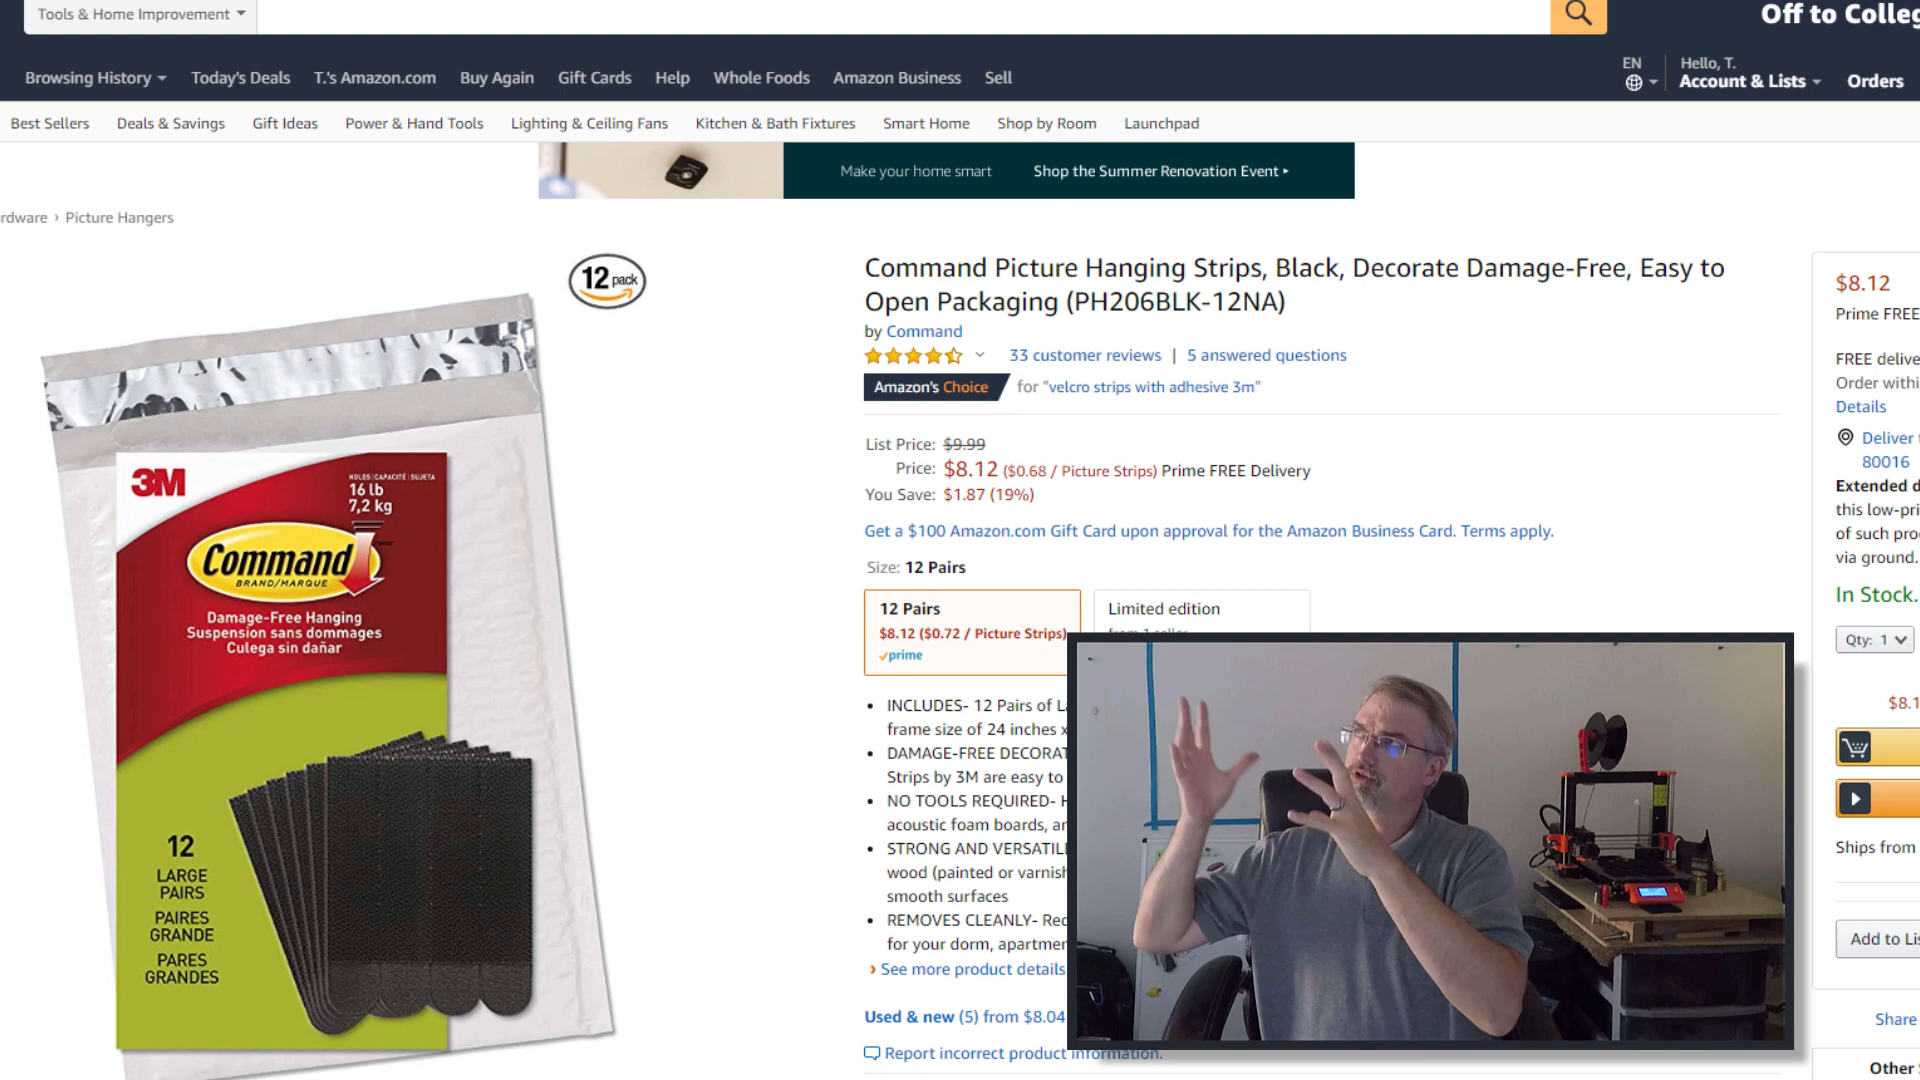 Tools & Home Improvement
Off to Colleg
Browsing History Today's Deals T.'s Amazon.com Buy Again Gift Cards Help Whole Foods Amazon Business Sell
EN
Hello, T.
Account & Lists Orders
Best Sellers Deals & Savings Gift Ideas Power & Hand Tools Lighting & Ceiling Fans Kitchen & Bath Fixtures Smart Home Shop by Room Launchpad
Make your home smart Shop the Summer Renovation Event ▸
rdware › Picture Hangers
12 pack
3M
HOLDS | CAPACITÉ | SUJETA
16 lb
7,2 kg
Command
BRAND/MARQUE
Damage-Free Hanging
Suspension sans dommages
Culega sin dañar
12
LARGE
PAIRS
PAIRES
GRANDE
PARES
GRANDES
Command Picture Hanging Strips, Black, Decorate Damage-Free, Easy to
Open Packaging (PH206BLK-12NA)
by Command
33 customer reviews | 5 answered questions
Amazon's Choice for "velcro strips with adhesive 3m"
List Price: $9.99
Price: $8.12 ($0.68 / Picture Strips) Prime FREE Delivery
You Save: $1.87 (19%)
Get a $100 Amazon.com Gift Card upon approval for the Amazon Business Card. Terms apply.
Size: 12 Pairs
12 Pairs
$8.12 ($0.72 / Picture Strips)
prime
Limited edition
from 1 seller
• INCLUDES- 12 Pairs of L
frame size of 24 inches x
• DAMAGE-FREE DECORAT
Strips by 3M are easy to
• NO TOOLS REQUIRED- H
acoustic foam boards, ar
• STRONG AND VERSATIL
wood (painted or varnish
smooth surfaces
• REMOVES CLEANLY- Rec
for your dorm, apartmen
› See more product details
Used & new (5) from $8.04
Report incorrect product information.
$8.12
Prime FREE
FREE delive
Order withi
Details
Deliver t
80016
Extended d
this low-pri
of such pro
via ground.
In Stock.
Qty: 1
$8.1
Ships from
Add to Lis
Share
Other